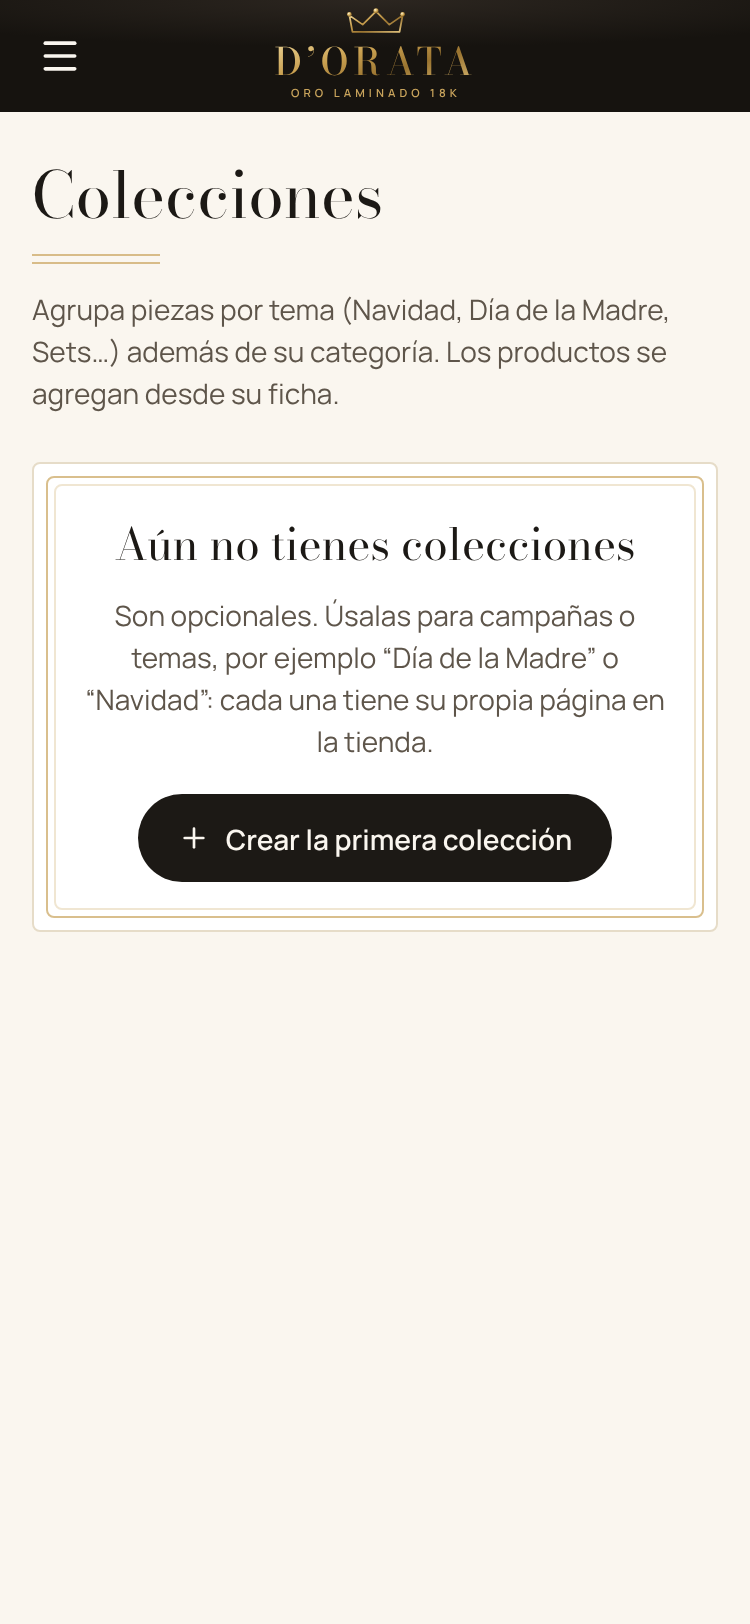 D’ORATA
ORO LAMINADO 18K
Colecciones
Agrupa piezas por tema (Navidad, Día de la Madre,
Sets…) además de su categoría. Los productos se
agregan desde su ficha.
Aún no tienes colecciones
Son opcionales. Úsalas para campañas o
temas, por ejemplo “Día de la Madre” o
“Navidad”: cada una tiene su propia página en
la tienda.
Crear la primera colección